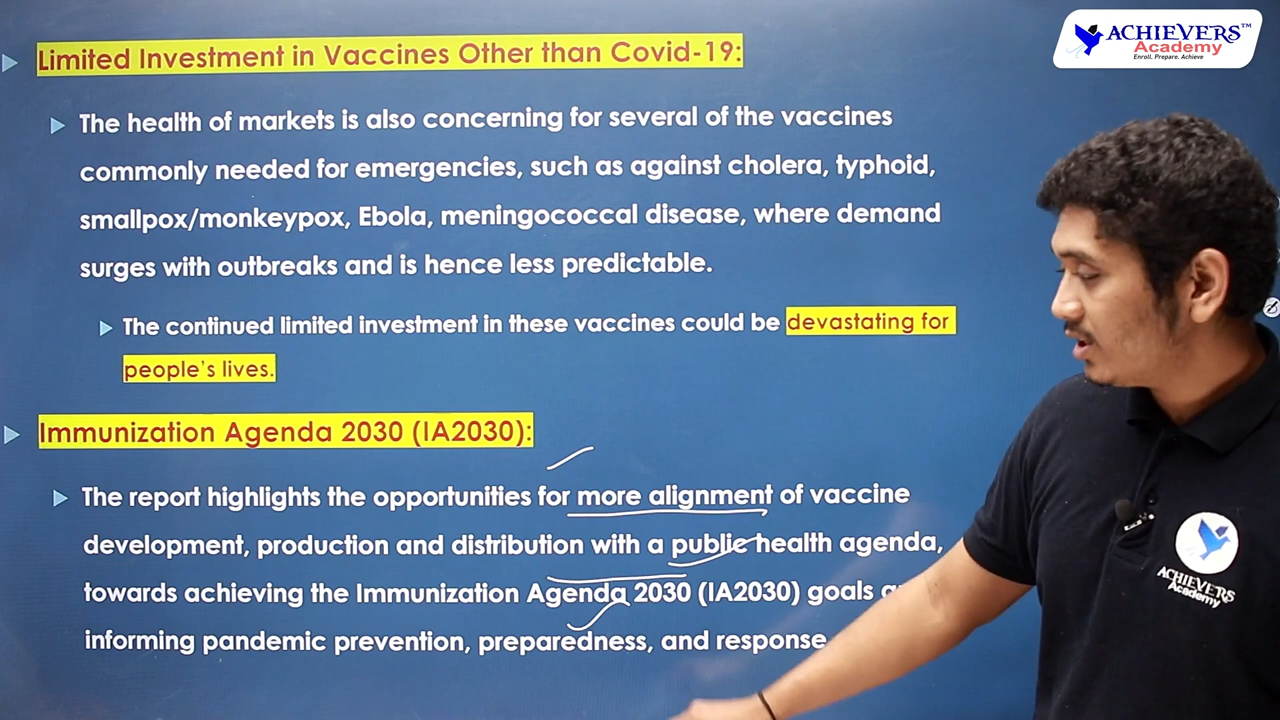 Limited Investment in Vaccines Other than Covid-19:
ACHIEVERS™
Academy
Enroll. Prepare. Achieve
The health of markets is also concerning for several of the vaccines
commonly needed for emergencies, such as against cholera, typhoid,
smallpox/monkeypox, Ebola, meningococcal disease, where demand
surges with outbreaks and is hence less predictable.
The continued limited investment in these vaccines could be devastating for
people's lives.
Immunization Agenda 2030 (IA2030):
The report highlights the opportunities for more alignment of vaccine
development, production and distribution with a public health agenda,
towards achieving the Immunization Agenda 2030 (IA2030) goals
informing pandemic prevention, preparedness, and response
ACHIEVERS
Academy